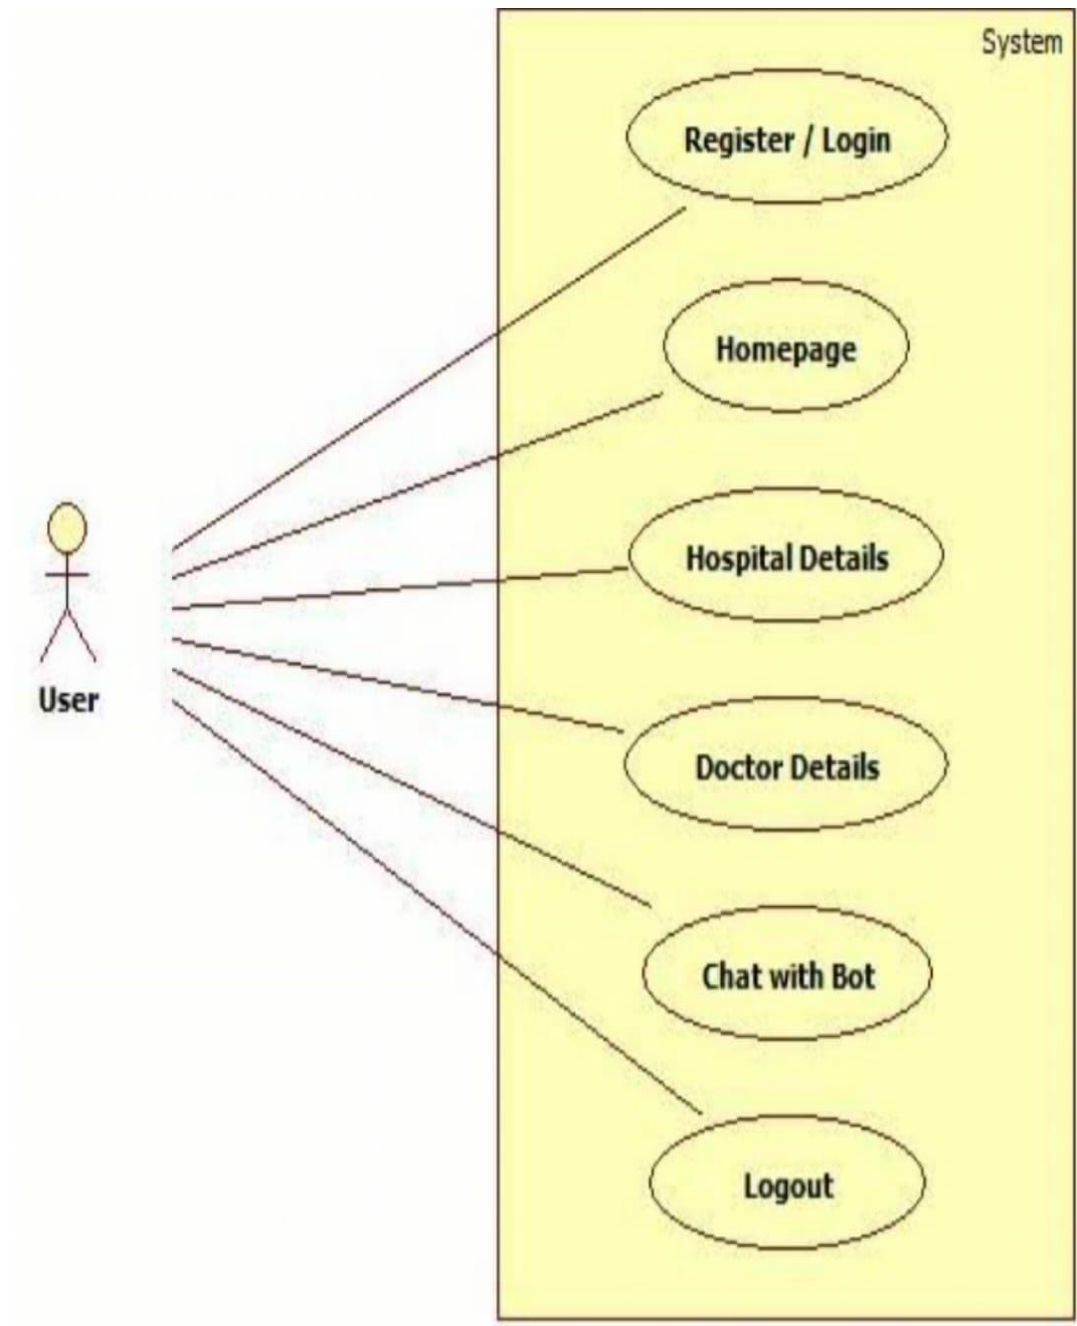 System
Register / Login
Homepage
Hospital Details
User
Doctor Details
Chat with Bot
Logout